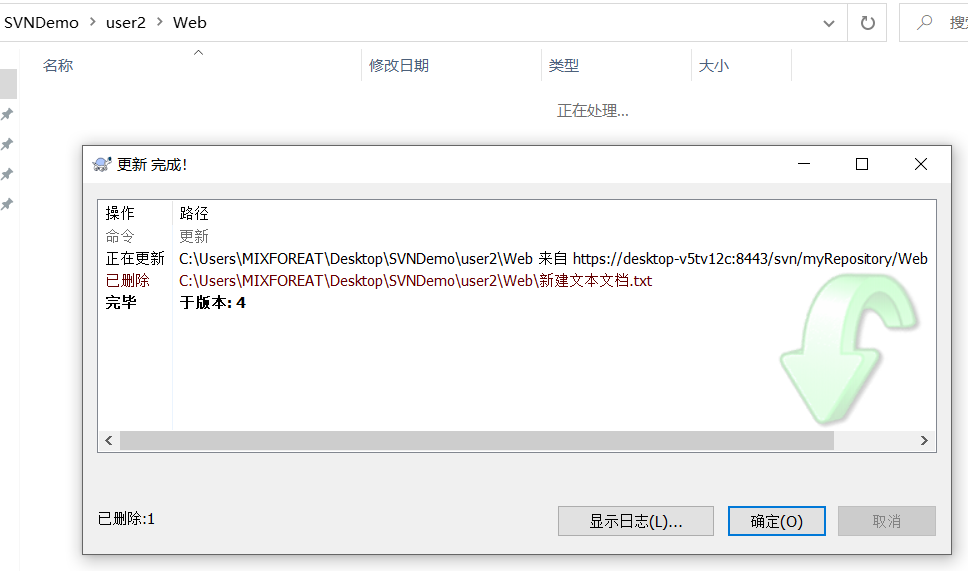 SVNDemo > user2 > Web
搜
名称 修改日期 类型 大小
正在处理...
更新 完成!
操作 路径
命令 更新
正在更新 C:\Users\MIXFOREAT\Desktop\SVNDemo\user2\Web 来自 https://desktop-v5tv12c:8443/svn/myRepository/Web
已删除 C:\Users\MIXFOREAT\Desktop\SVNDemo\user2\Web\新建文本文档.txt
完毕 于版本: 4
已删除:1
显示日志(L)... 确定(O) 取消